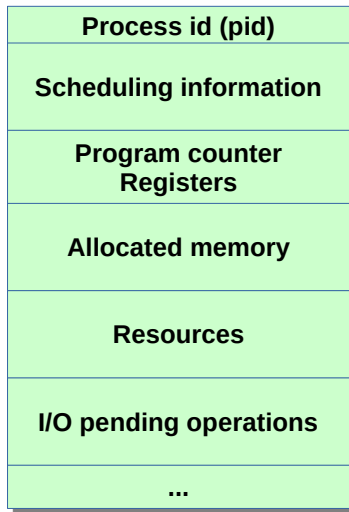 Process id (pid)
Scheduling information
Program counter
Registers
Allocated memory
Resources
I/O pending operations
...